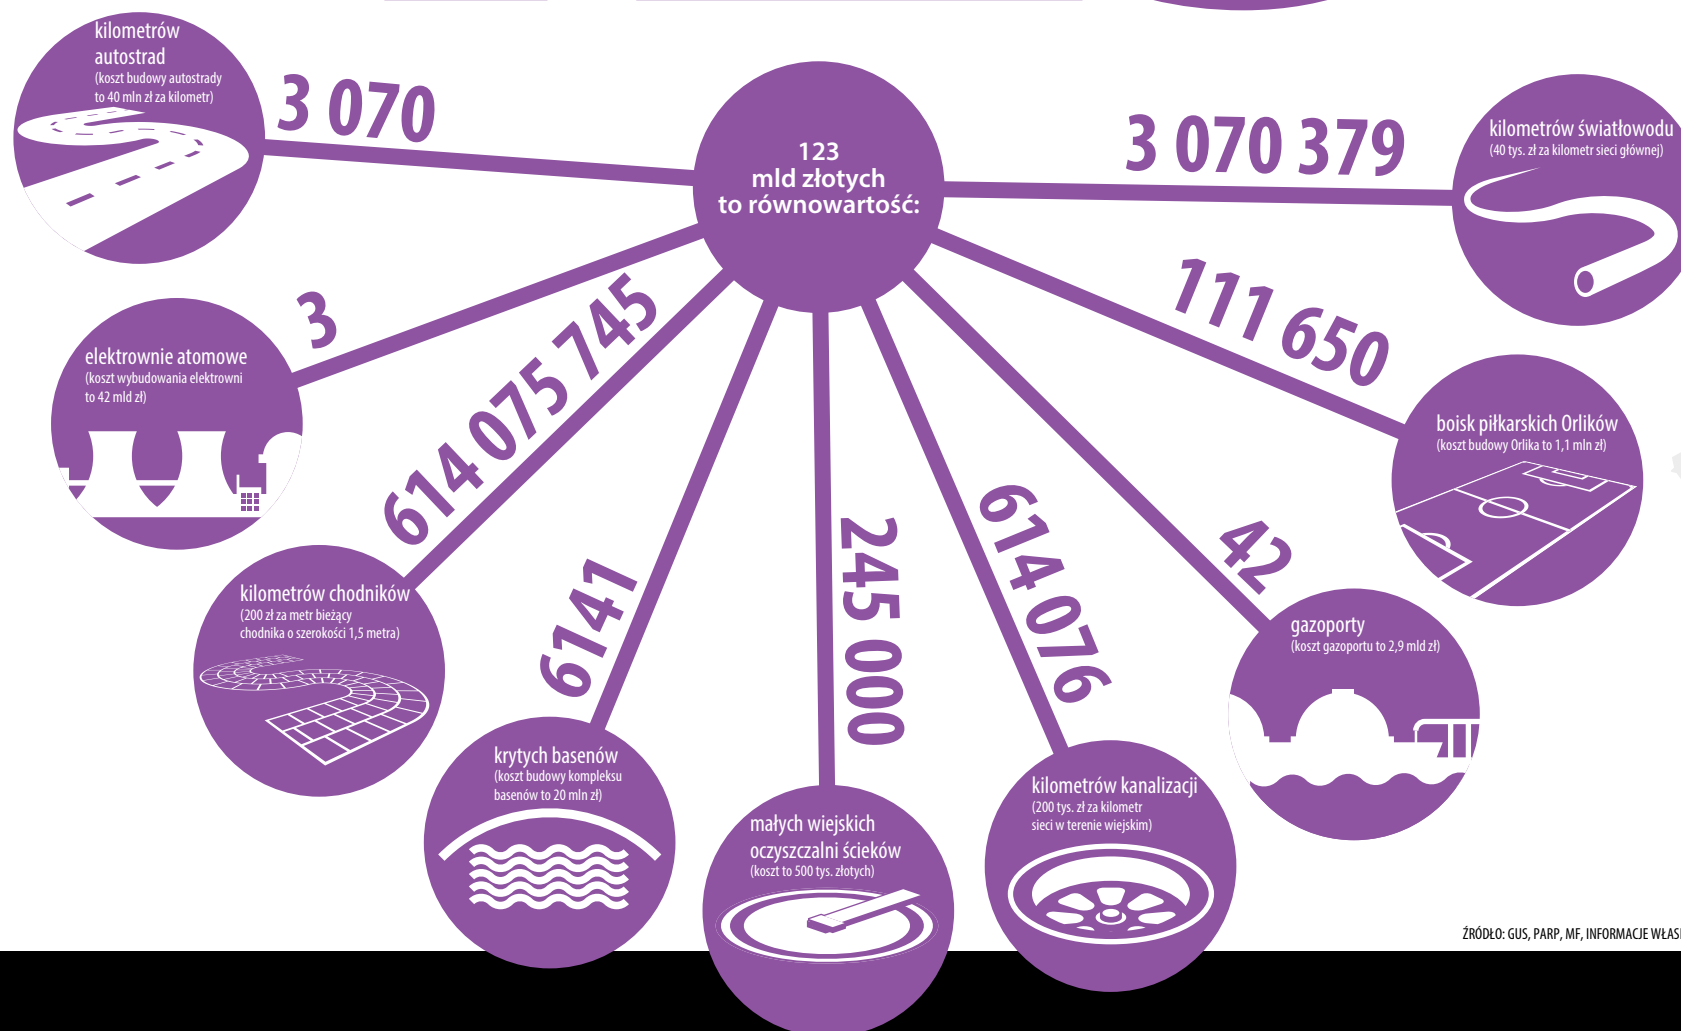 kilometrów
autostrad
(koszt budowy autostrady
to 40 mln zł za kilometr)
3 070
123
mld złotych
to równowartość:
3 070 379
kilometrów światłowodu
(40 tys. zł za kilometr sieci głównej)
3
elektrownie atomowe
(koszt wybudowania elektrowni
to 42 mld zł)
111 650
boisk piłkarskich Orlików
(koszt budowy Orlika to 1,1 mln zł)
614 075 745
kilometrów chodników
(200 zł za metr bieżący
chodnika o szerokości 1,5 metra)
42
gazoporty
(koszt gazoportu to 2,9 mld zł)
6141
krytych basenów
(koszt budowy kompleksu
basenów to 20 mln zł)
245 000
małych wiejskich
oczyszczalni ścieków
(koszt to 500 tys. złotych)
614 076
kilometrów kanalizacji
(200 tys. zł za kilometr
sieci w terenie wiejskim)
ŹRÓDŁO: GUS, PARP, MF, INFORMACJE